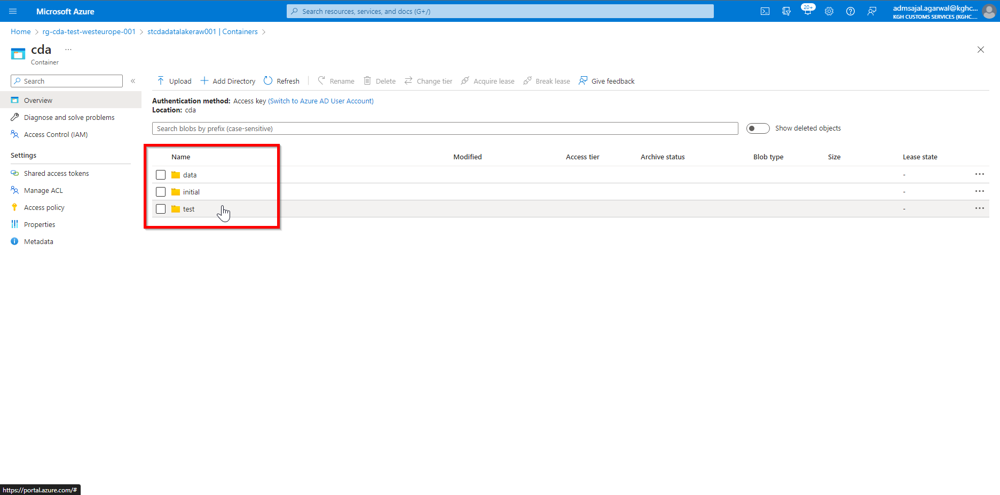 Microsoft Azure
Search resources, services, and docs (G+/)
20+
admsajal.agarwal@kghc...
KGH CUSTOMS SERVICES (KGHC....
Home > rg-cda-test-westeurope-001 > stcdadatalakeraw001 | Containers >
cda ...
Container
Search «
Upload Add Directory Refresh Rename Delete Change tier Acquire lease Break lease Give feedback
Overview
Diagnose and solve problems
Access Control (IAM)
Settings
Shared access tokens
Manage ACL
Access policy
Properties
Metadata
Authentication method: Access key (Switch to Azure AD User Account)
Location: cda
Search blobs by prefix (case-sensitive)
Show deleted objects
Name Modified Access tier Archive status Blob type Size Lease state
data - ...
initial - ...
test - ...
https://portal.azure.com/#